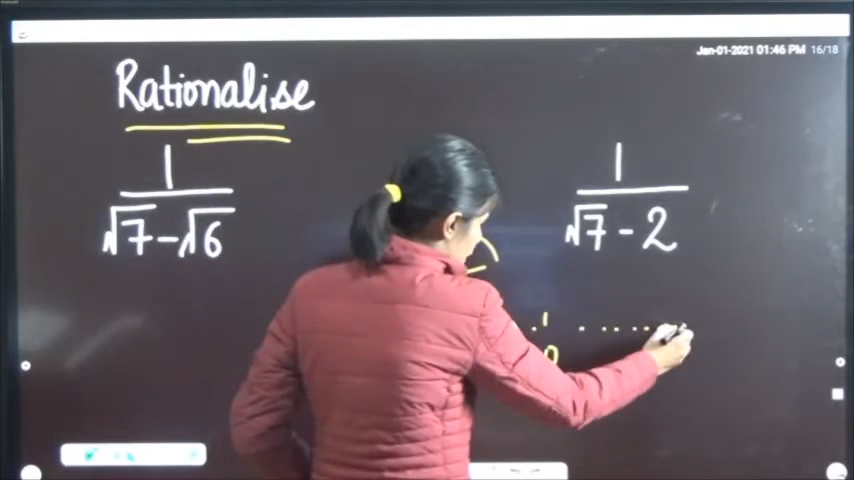 Jan-01-2021 01:46 PM 16/18
Rationalise
1/(√7-√6)
1/(√7-2)